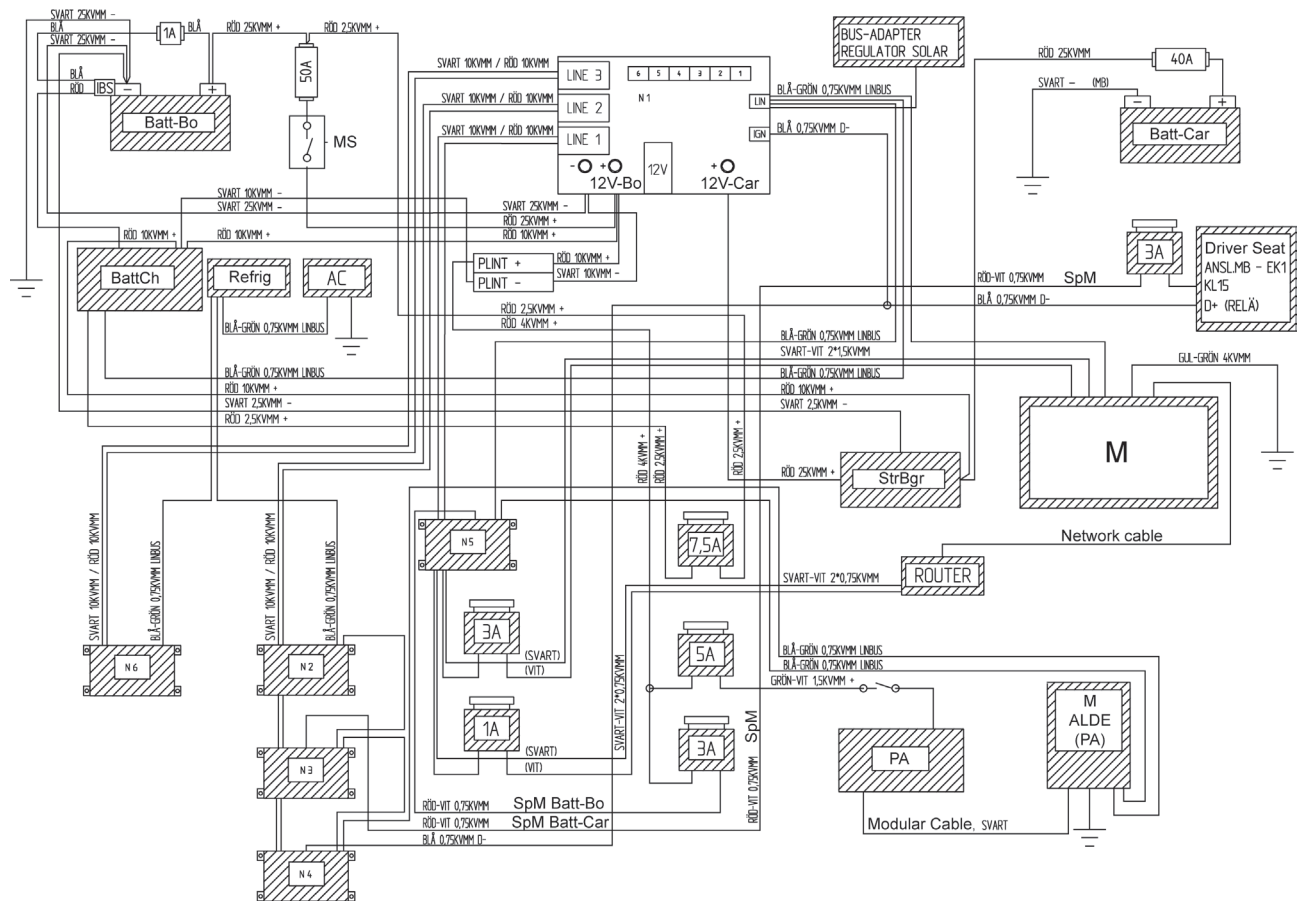 SVART 25KVMM -
BLÅ
SVART 25KVMM -
1A
BLÅ
RÖD 25KVMM +
RÖD 2,5KVMM +
50A
BLÅ
RÖD
IBS
-
+
Batt-Bo
MS
SVART 10KVMM / RÖD 10KVMM
SVART 10KVMM / RÖD 10KVMM
SVART 10KVMM / RÖD 10KVMM
LINE 3
LINE 2
LINE 1
6 5 4 3 2 1
N 1
LIN
IGN
- +
12V-Bo
12V
+
12V-Car
BUS-ADAPTER
REGULATOR SOLAR
BLÅ-GRÖN 0,75KVMM LINBUS
BLÅ 0,75KVMM D-
RÖD 25KVMM
40A
SVART - (MB)
-
+
Batt-Car
SVART 10KVMM -
SVART 25KVMM -
SVART 25KVMM -
RÖD 25KVMM +
RÖD 10KVMM +
RÖD 10KVMM +
RÖD 10KVMM +
BattCh
Refrig
AC
PLINT +
PLINT -
RÖD 10KVMM +
SVART 10KVMM -
3A
RÖD-VIT 0,75KVMM
SpM
BLÅ 0,75KVMM D-
Driver Seat
ANSL.MB - EK1
KL15
D+ (RELÄ)
RÖD 2,5KVMM +
RÖD 4KVMM +
BLÅ-GRÖN 0,75KVMM LINBUS
BLÅ-GRÖN 0,75KVMM LINBUS
SVART-VIT 2*1,5KVMM
BLÅ-GRÖN 0,75KVMM LINBUS
BLÅ-GRÖN 0,75KVMM LINBUS
RÖD 10KVMM +
RÖD 10KVMM +
SVART 2,5KVMM -
SVART 2,5KVMM -
RÖD 2,5KVMM +
GUL-GRÖN 4KVMM
M
RÖD 4KVMM +
RÖD 2,5KVMM +
RÖD 2,5KVMM +
RÖD 25KVMM +
StrBgr
Network cable
ROUTER
N5
7,5A
SVART-VIT 2*0,75KVMM
SVART 10KVMM / RÖD 10KVMM
BLÅ-GRÖN 0,75KVMM LINBUS
SVART 10KVMM / RÖD 10KVMM
BLÅ-GRÖN 0,75KVMM LINBUS
N6
N2
3A
(SVART)
(VIT)
SVART-VIT 2*0,75KVMM
5A
BLÅ-GRÖN 0,75KVMM LINBUS
BLÅ-GRÖN 0,75KVMM LINBUS
GRÖN-VIT 1,5KVMM +
M
ALDE
(PA)
PA
1A
(SVART)
(VIT)
3A
RÖD-VIT 0,75KVMM SpM
N3
RÖD-VIT 0,75KVMM
SpM Batt-Bo
RÖD-VIT 0,75KVMM
SpM Batt-Car
BLÅ 0,75KVMM D-
Modular Cable, SVART
N4